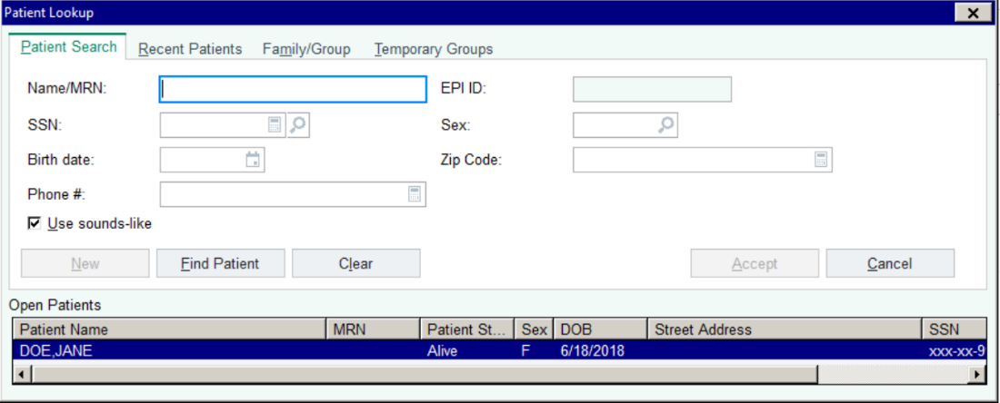 Patient Lookup
Patient Search Recent Patients Family/Group Temporary Groups
Name/MRN: EPI ID:
SSN: Sex:
Birth date: Zip Code:
Phone #:
Use sounds-like
New Find Patient Clear Accept Cancel
Open Patients
Patient Name MRN Patient St... Sex DOB Street Address SSN
DOE,JANE Alive F 6/18/2018 xxx-xx-9